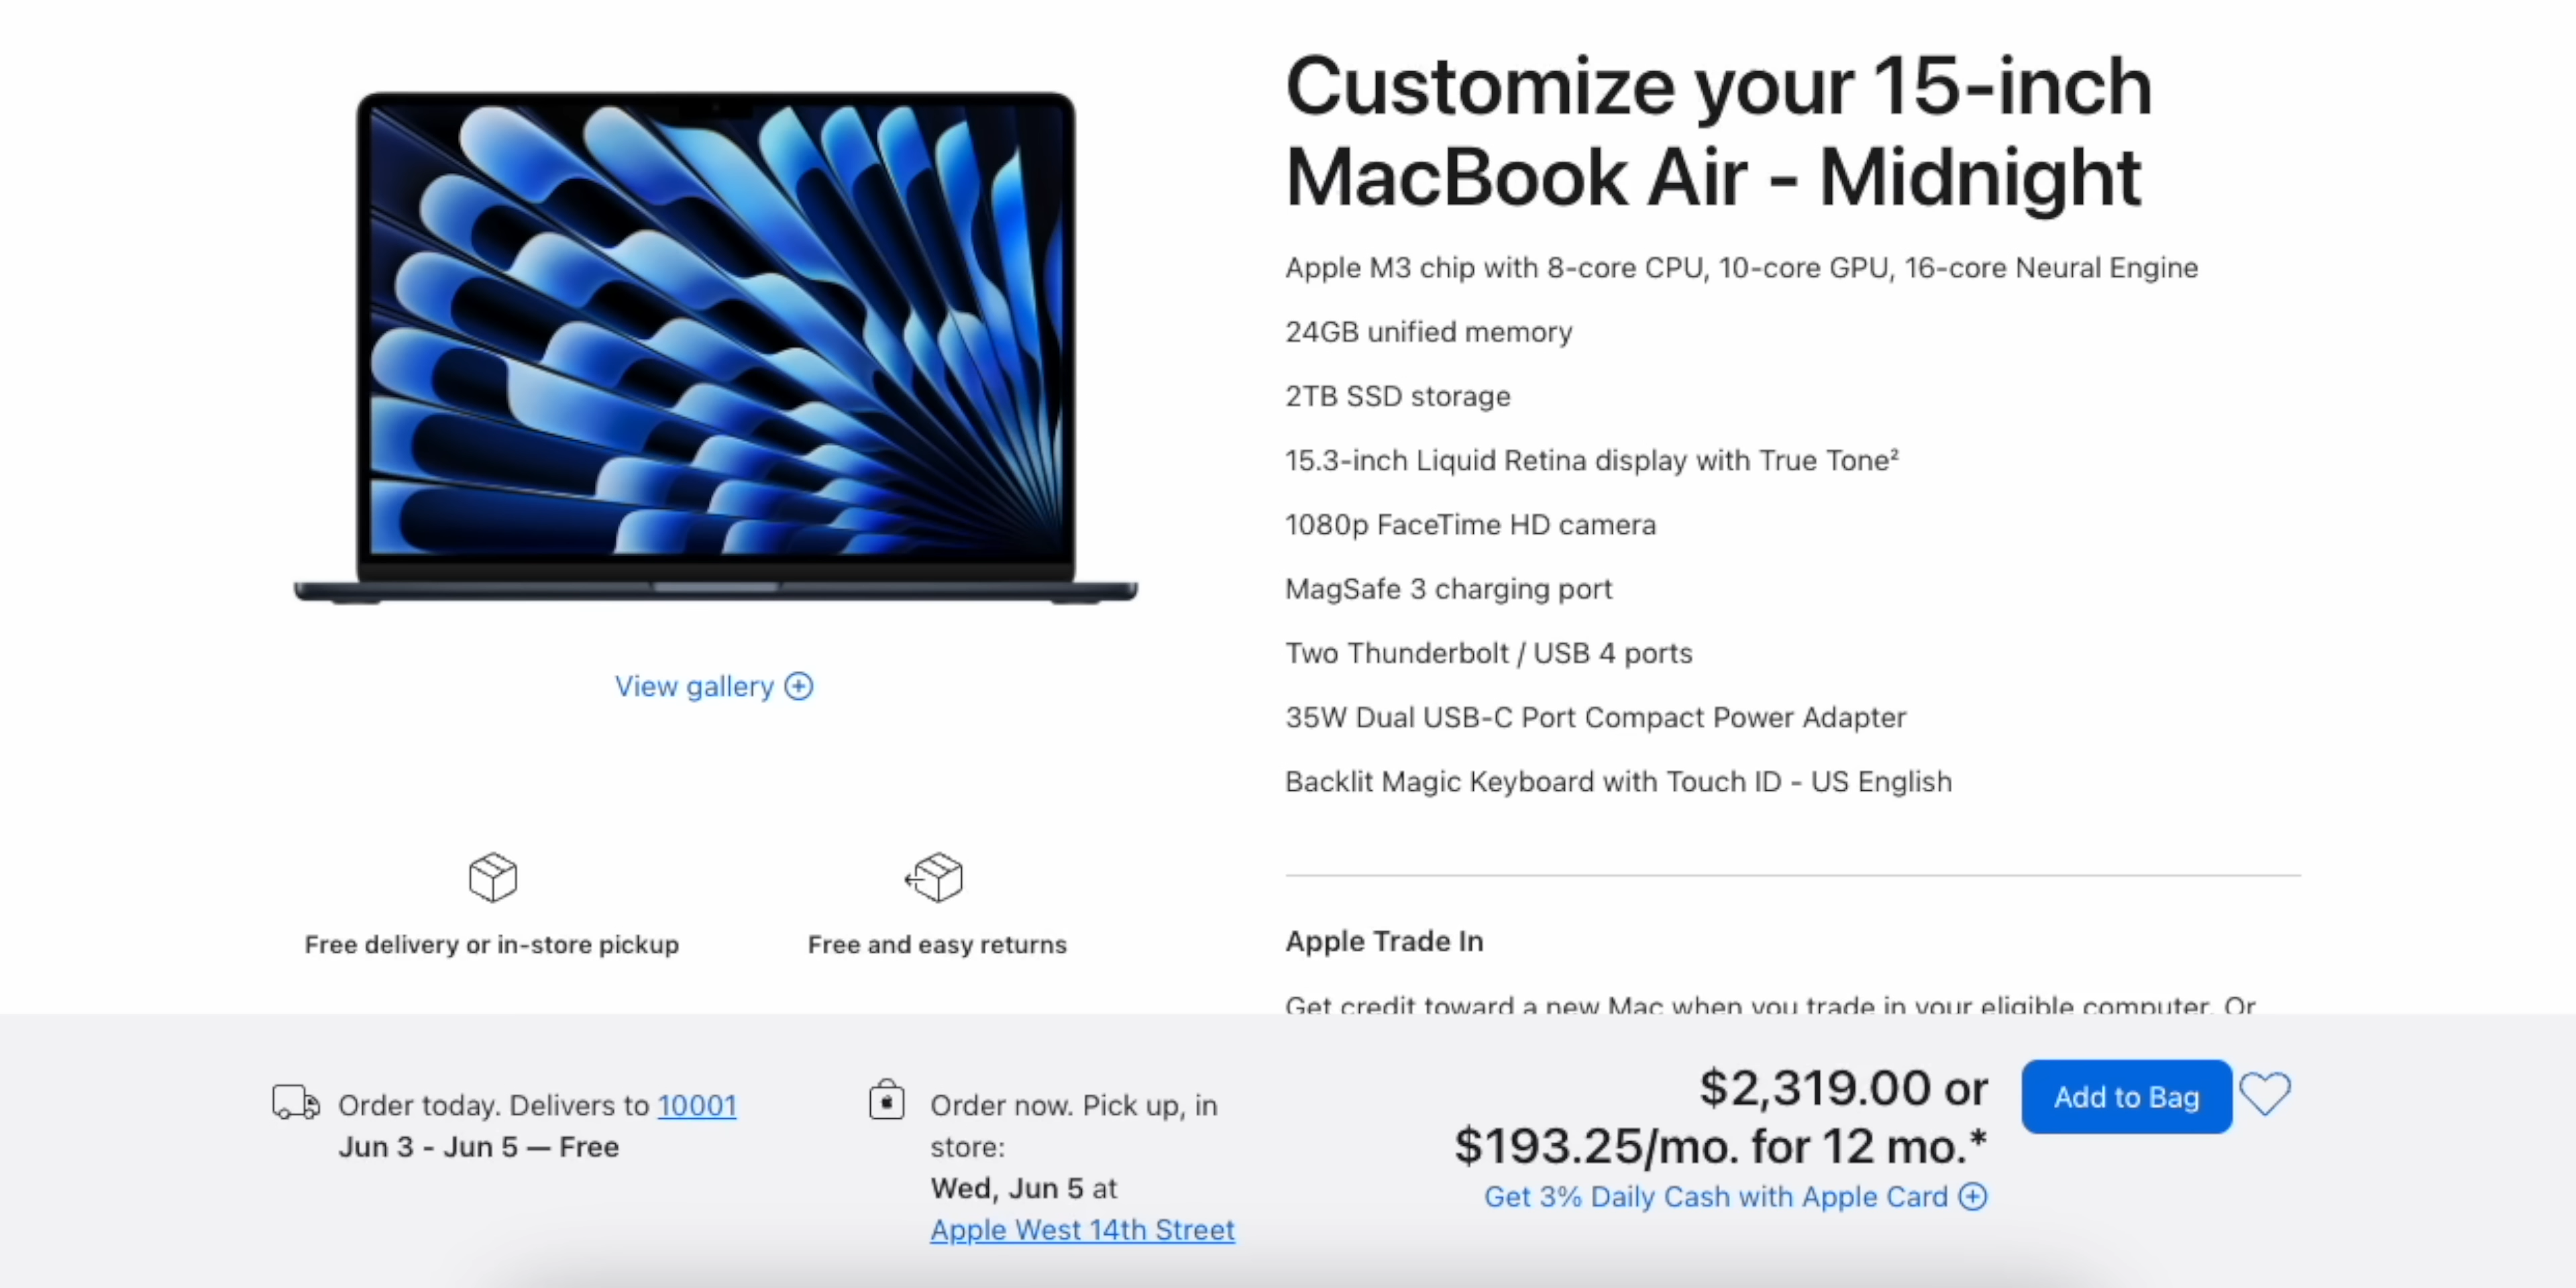 Customize your 15-inch
MacBook Air - Midnight
Apple M3 chip with 8-core CPU, 10-core GPU, 16-core Neural Engine
24GB unified memory
2TB SSD storage
15.3-inch Liquid Retina display with True Tone²
1080p FaceTime HD camera
MagSafe 3 charging port
Two Thunderbolt / USB 4 ports
35W Dual USB-C Port Compact Power Adapter
Backlit Magic Keyboard with Touch ID - US English
View gallery
Free delivery or in-store pickup
Free and easy returns
Apple Trade In
Get credit toward a new Mac when you trade in your eligible computer. Or
Order today. Delivers to 10001
Jun 3 - Jun 5 — Free
Order now. Pick up, in
store:
Wed, Jun 5 at
Apple West 14th Street
$2,319.00 or
$193.25/mo. for 12 mo.*
Get 3% Daily Cash with Apple Card
Add to Bag